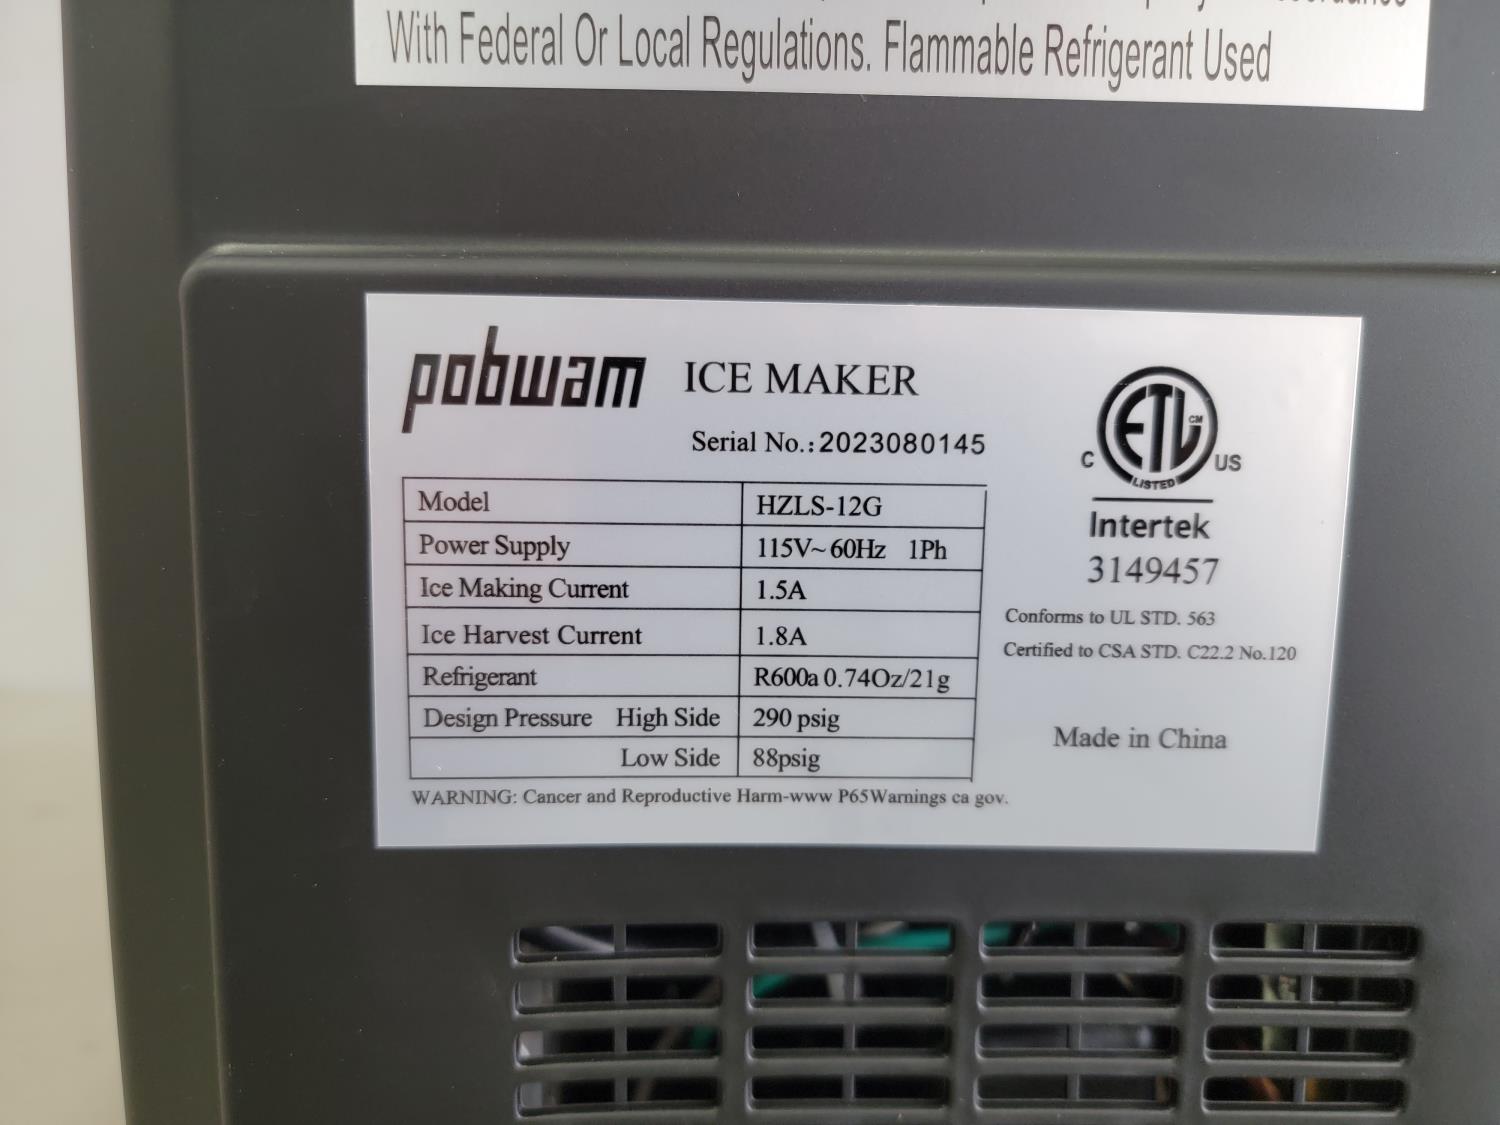 With Federal Or Local Regulations. Flammable Refrigerant Used
pobwam ICE MAKER
Serial No.:2023080145
Model HZLS-12G
Power Supply 115V~60Hz 1Ph
Ice Making Current 1.5A
Ice Harvest Current 1.8A
Refrigerant R600a 0.74Oz/21g
Design Pressure High Side 290 psig
Low Side 88psig
WARNING: Cancer and Reproductive Harm-www P65Warnings ca gov.
ETL CM
C US
LISTED
Intertek
3149457
Conforms to UL STD. 563
Certified to CSA STD. C22.2 No.120
Made in China